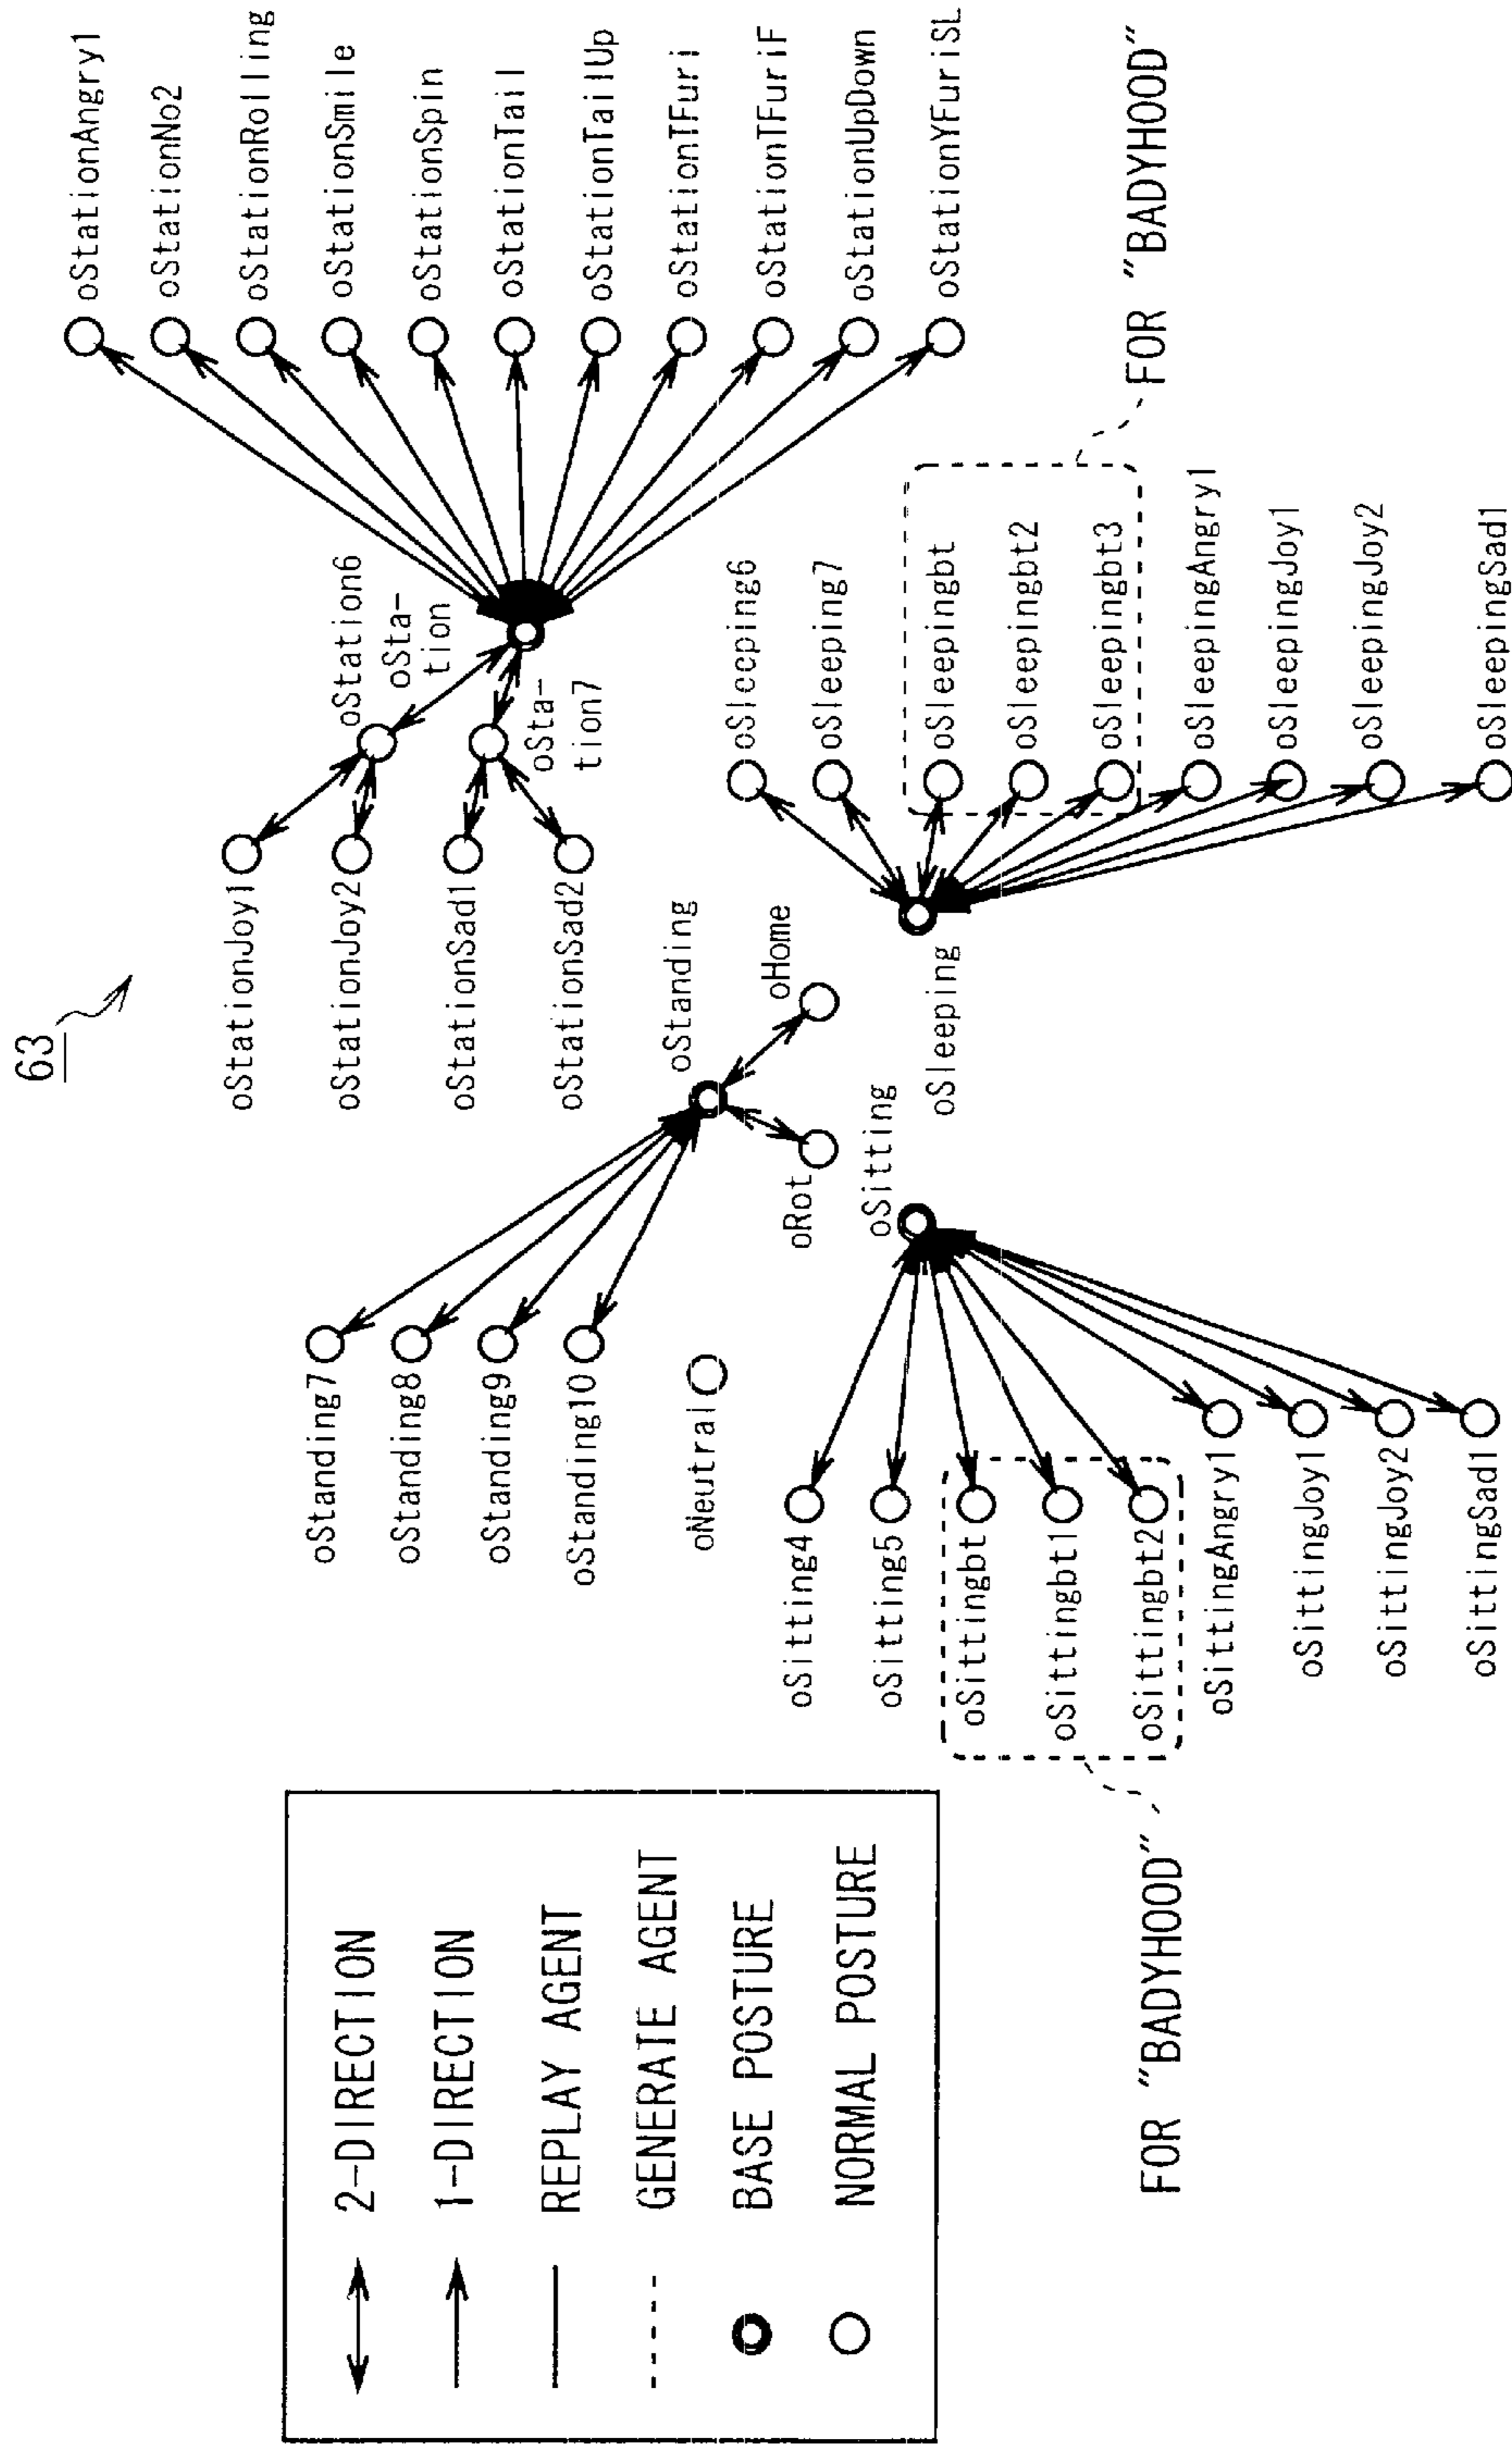 63
oStationJoy1
oStationJoy2
oStationSad1
oStationSad2
oStation6
oSta-
tion
oSta-
tion7
oStationAngry1
oStationNo2
oStationRolling
oStationSmile
oStationSpin
oStationTail
oStationTailUp
oStationTFuri
oStationTFuriF
oStationUpDown
oStationYFuriSL
oStanding7
oStanding8
oStanding9
oStanding10
oStanding
oHome
oRot
oNeutral
oSitting
oSitting4
oSitting5
oSittingbt
oSittingbt1
oSittingbt2
oSittingAngry1
oSittingJoy1
oSittingJoy2
oSittingSad1
FOR "BADYHOOD"
oSleeping
oSleeping6
oSleeping7
oSleepingbt
oSleepingbt2
oSleepingbt3
oSleepingAngry1
oSleepingJoy1
oSleepingJoy2
oSleepingSad1
FOR "BADYHOOD"
2-DIRECTION
1-DIRECTION
REPLAY AGENT
GENERATE AGENT
BASE POSTURE
NORMAL POSTURE